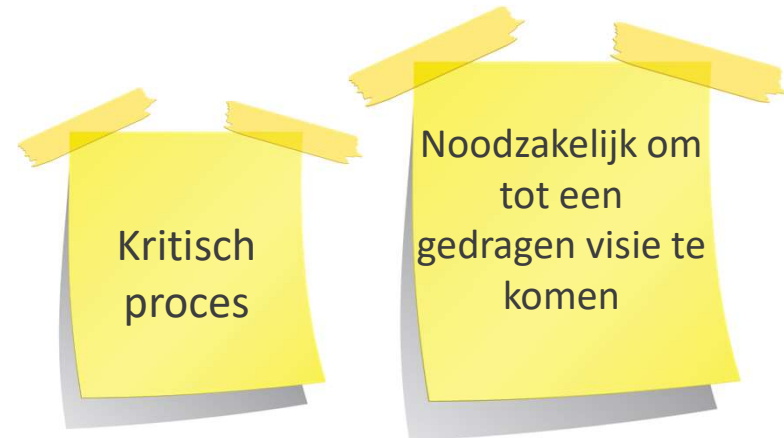 Kritisch
proces
Noodzakelijk om
tot een
gedragen visie te
komen